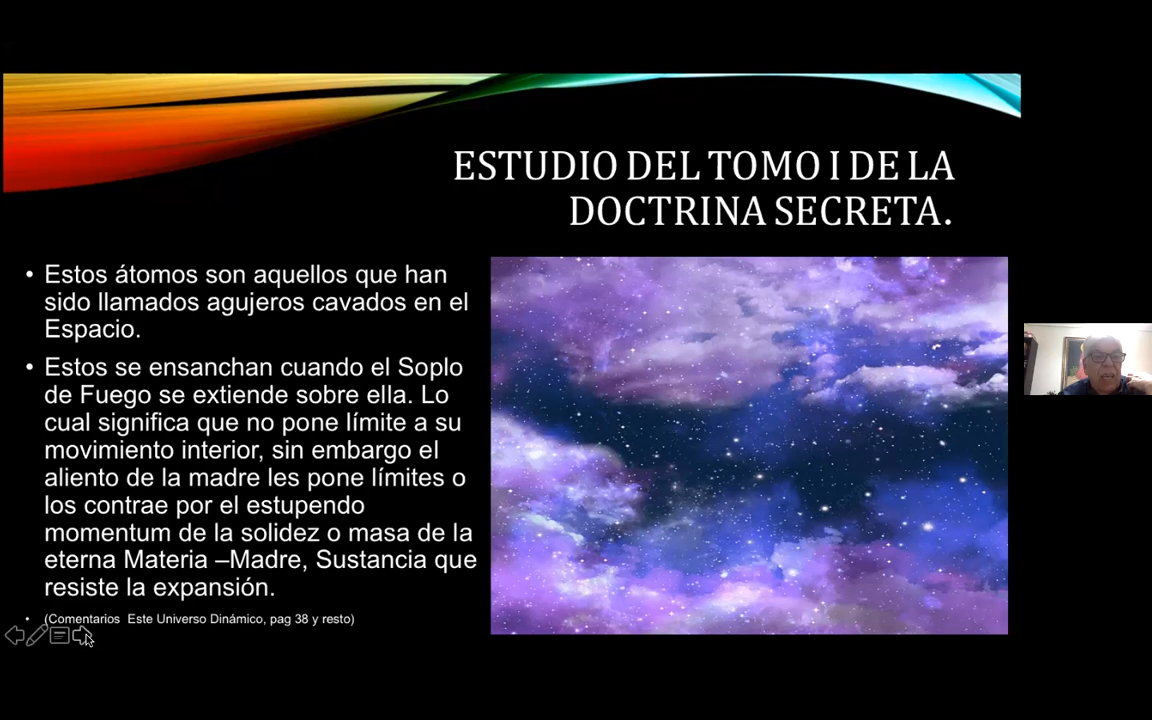 ESTUDIO DEL TOMO I DE LA
DOCTRINA SECRETA.
• Estos átomos son aquellos que han
sido llamados agujeros cavados en el
Espacio.
• Estos se ensanchan cuando el Soplo
de Fuego se extiende sobre ella. Lo
cual significa que no pone límite a su
movimiento interior, sin embargo el
aliento de la madre les pone límites o
los contrae por el estupendo
momentum de la solidez o masa de la
eterna Materia –Madre, Sustancia que
resiste la expansión.
• (Comentarios Este Universo Dinámico, pag 38 y resto)